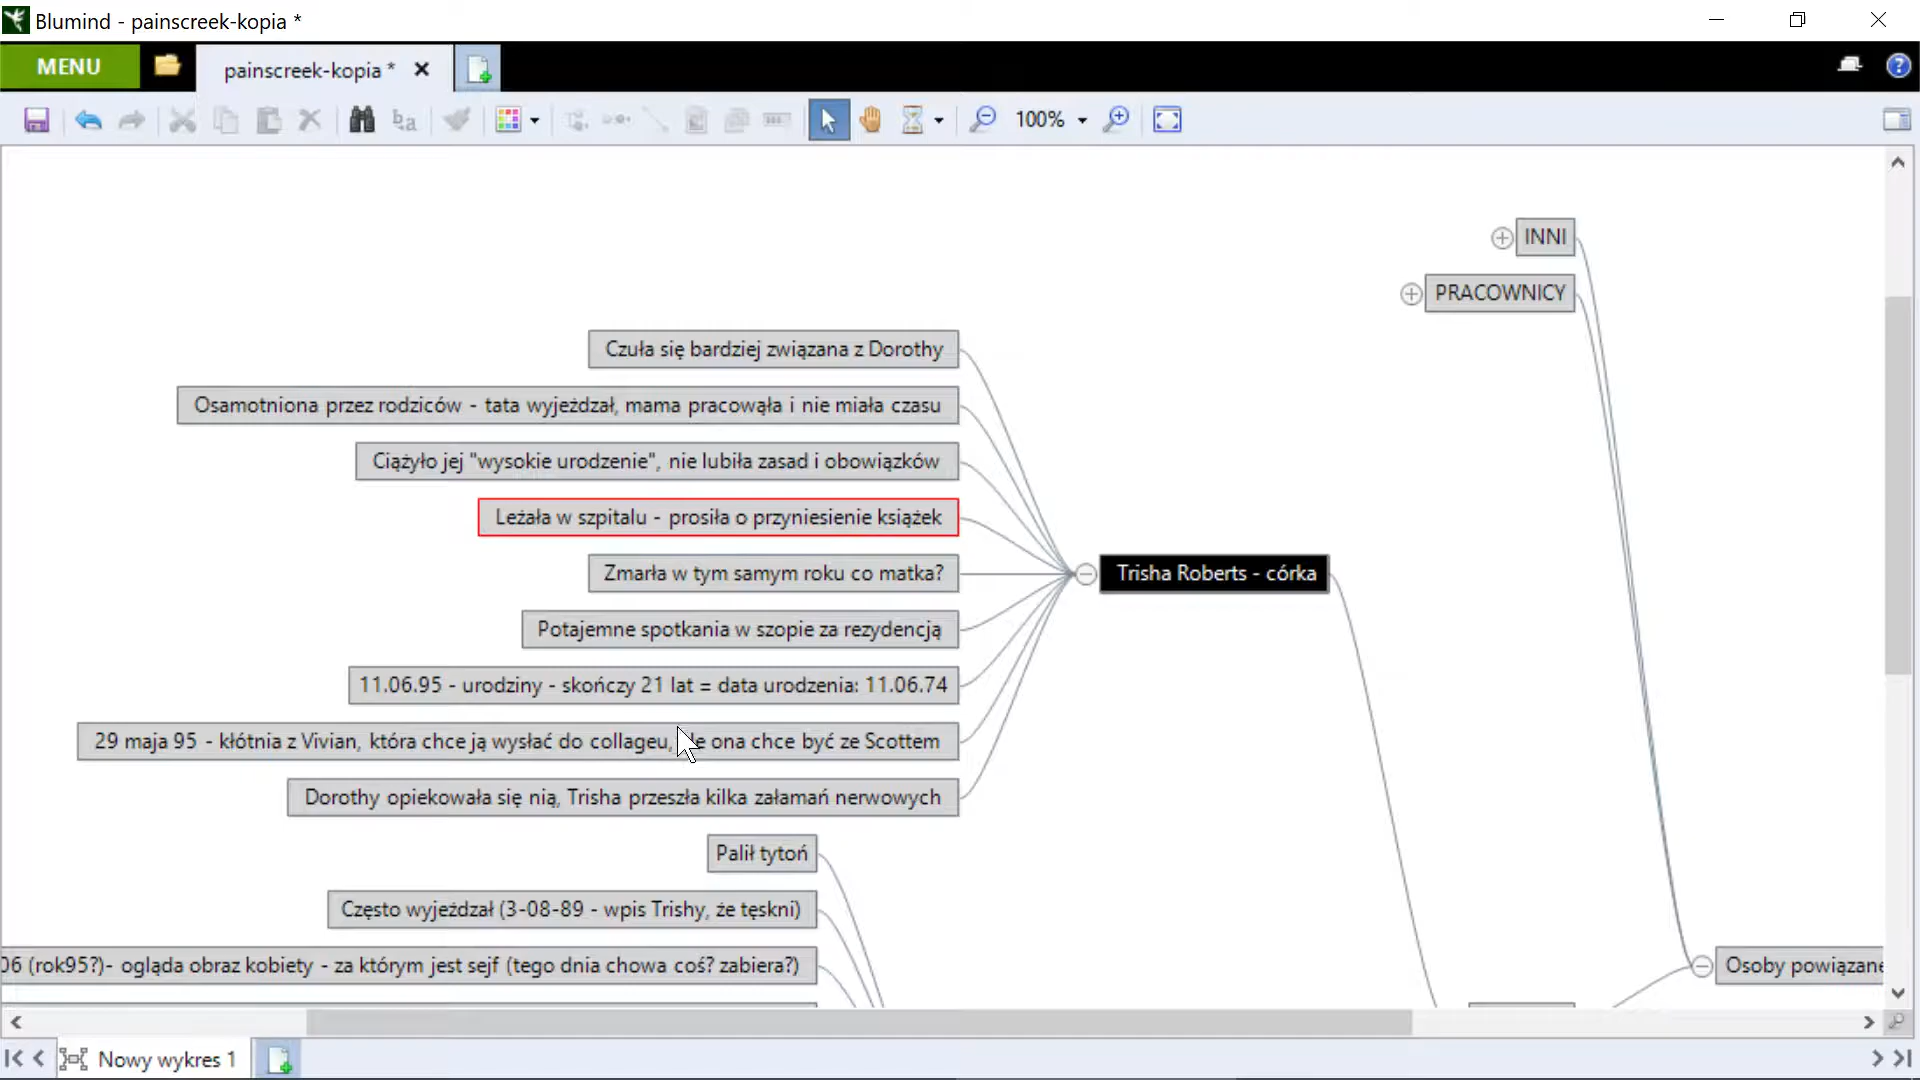 Blumind - painscreek-kopia *
MENU
painscreek-kopia *
100%
INNI
PRACOWNICY
Czuła się bardziej związana z Dorothy
Osamotniona przez rodziców - tata wyjeżdzał, mama pracowąła i nie miała czasu
Ciążyło jej "wysokie urodzenie", nie lubiła zasad i obowiązków
Leżała w szpitalu - prosiła o przyniesienie książek
Zmarła w tym samym roku co matka?
Trisha Roberts - córka
Potajemne spotkania w szopie za rezydencją
11.06.95 - urodziny - skończy 21 lat = data urodzenia: 11.06.74
29 maja 95 - kłótnia z Vivian, która chce ją wysłać do collageu, ona chce być ze Scottem
Dorothy opiekowała się nią, Trisha przeszła kilka załamań nerwowych
Palił tytoń
Często wyjeżdzał (3-08-89 - wpis Trishy, że tęskni)
06 (rok95?)- ogląda obraz kobiety - za którym jest sejf (tego dnia chowa coś? zabiera?)
Osoby powiązane
Nowy wykres 1